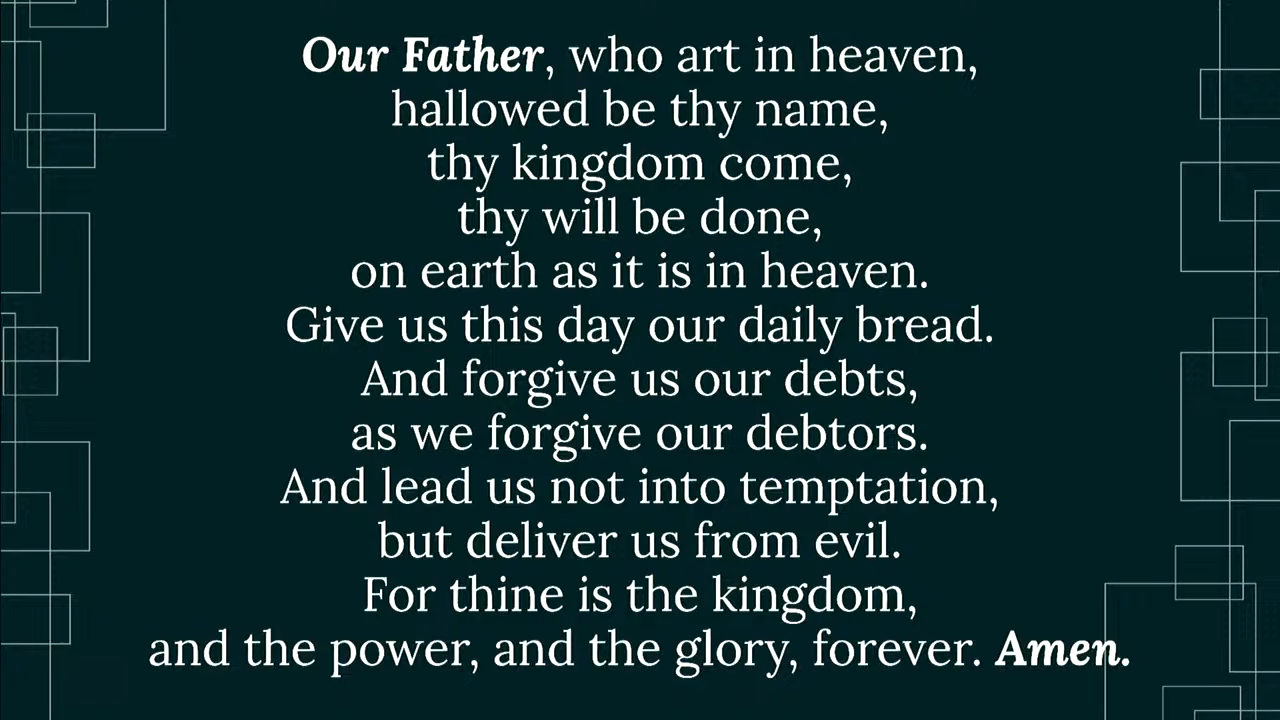 Our Father, who art in heaven,
hallowed be thy name,
thy kingdom come,
thy will be done,
on earth as it is in heaven.
Give us this day our daily bread.
And forgive us our debts,
as we forgive our debtors.
And lead us not into temptation,
but deliver us from evil.
For thine is the kingdom,
and the power, and the glory, forever. Amen.